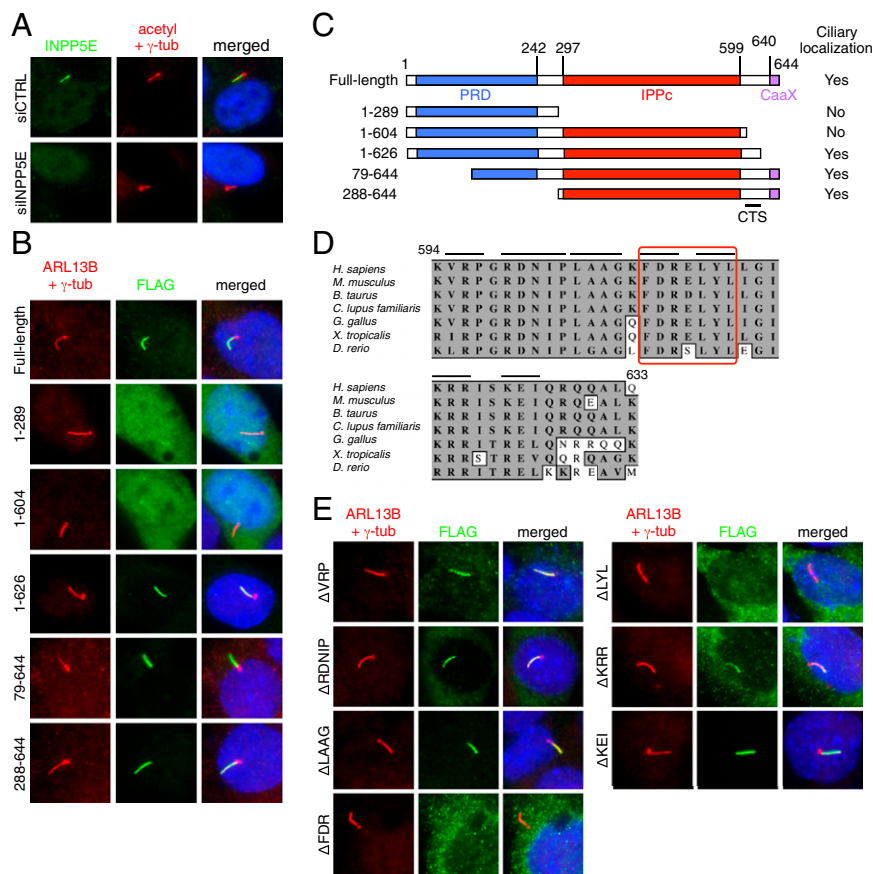 A
INPP5E
acetyl + γ-tub
merged
siCTRL
siINPP5E
B
ARL13B + γ-tub
FLAG
merged
Full-length
1-289
1-604
1-626
79-644
288-644
C
1 242 297 599 640 644
Ciliary localization
Full-length Yes
PRD IPPc CaaX
1-289 No
1-604 No
1-626 Yes
79-644 Yes
288-644 Yes
CTS
D
594
H. sapiens K V R P G R D N I P L A A G K F D R E L Y L L G I
M. musculus K V R P G R D N I P L A A G K F D R E L Y L I G I
B. taurus K V R P G R D N I P L A A G K F D R D L Y L L G I
C. lupus familiaris K V R P G R D N I P L A A G K F D R E L Y L L G I
G. gallus K V R P G R D N I P L A A G Q F D R E L Y L I G I
X. tropicalis R I R P G R D N I P L A A G Q F D R E L Y L I G I
D. rerio K L R P G R D N I P L G A G L F D R S L Y L E G I
633
H. sapiens K R R I S K E I Q R Q Q A L Q
M. musculus K R R I S K E I Q R Q E A L K
B. taurus K R R I S R E I Q R Q Q A L K
C. lupus familiaris K R R I S K E I Q R Q Q A L K
G. gallus K R R I T R E L Q N R R Q Q K
X. tropicalis K R S T R E V Q Q R Q A G K
D. rerio R R R I T R E L K K R E A V M
E
ARL13B + γ-tub
FLAG
merged
ΔVRP
ΔRDNIP
ΔLAAG
ΔFDR
ARL13B + γ-tub
FLAG
merged
ΔLYL
ΔKRR
ΔKEI